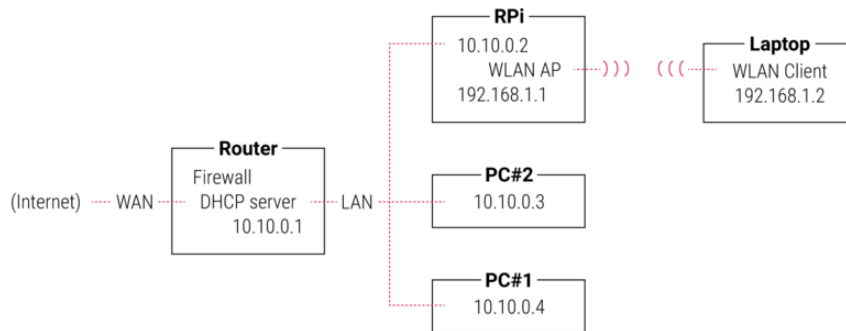 RPi
10.10.0.2
WLAN AP
192.168.1.1
Laptop
WLAN Client
192.168.1.2
Router
Firewall
DHCP server
10.10.0.1
(Internet)
WAN
LAN
PC#2
10.10.0.3
PC#1
10.10.0.4